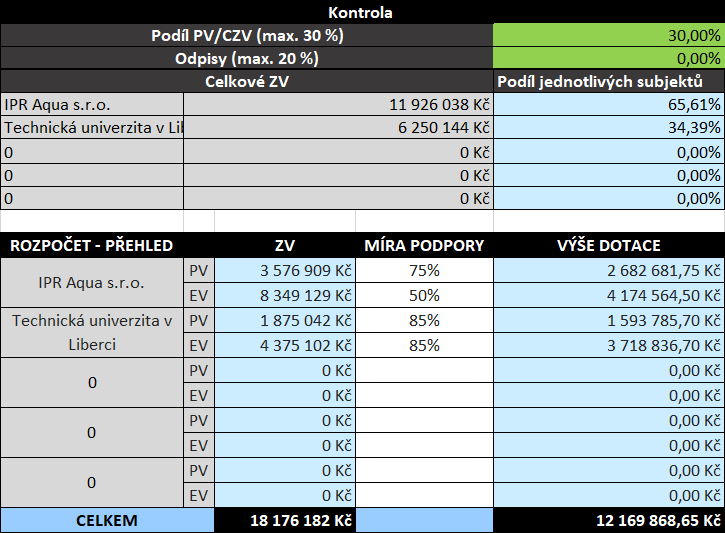 Kontrola
Podíl PV/CZV (max. 30 %) 30,00%
Odpisy (max. 20 %) 0,00%
Celkové ZV Podíl jednotlivých subjektů
IPR Aqua s.r.o. 11 926 038 Kč 65,61%
Technická univerzita v Lib 6 250 144 Kč 34,39%
0 0 Kč 0,00%
0 0 Kč 0,00%
0 0 Kč 0,00%
ROZPOČET - PŘEHLED ZV MÍRA PODPORY VÝŠE DOTACE
IPR Aqua s.r.o. PV 3 576 909 Kč 75% 2 682 681,75 Kč
EV 8 349 129 Kč 50% 4 174 564,50 Kč
Technická univerzita v PV 1 875 042 Kč 85% 1 593 785,70 Kč
Liberci EV 4 375 102 Kč 85% 3 718 836,70 Kč
0 PV 0 Kč 0,00 Kč
EV 0 Kč 0,00 Kč
0 PV 0 Kč 0,00 Kč
EV 0 Kč 0,00 Kč
0 PV 0 Kč 0,00 Kč
EV 0 Kč 0,00 Kč
CELKEM 18 176 182 Kč 12 169 868,65 Kč